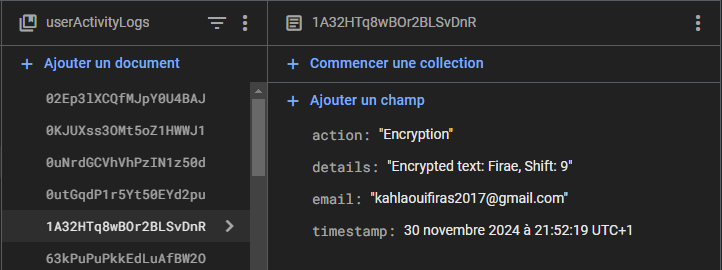 userActivityLogs
Ajouter un document
02Ep3lXCQfMJpY0U4BAJ
0KJUXss3OMt5oZ1HWWJ1
0uNrdGCVhVhPzIN1z50d
0utGqdP1r5Yt50EYd2pu
1A32HTq8wBOr2BLSvDnR
63kPuPuPkkEdLuAfBW2O
1A32HTq8wBOr2BLSvDnR
Commencer une collection
Ajouter un champ
action: "Encryption"
details: "Encrypted text: Firae, Shift: 9"
email: "kahlaouifiras2017@gmail.com"
timestamp: 30 novembre 2024 à 21:52:19 UTC+1